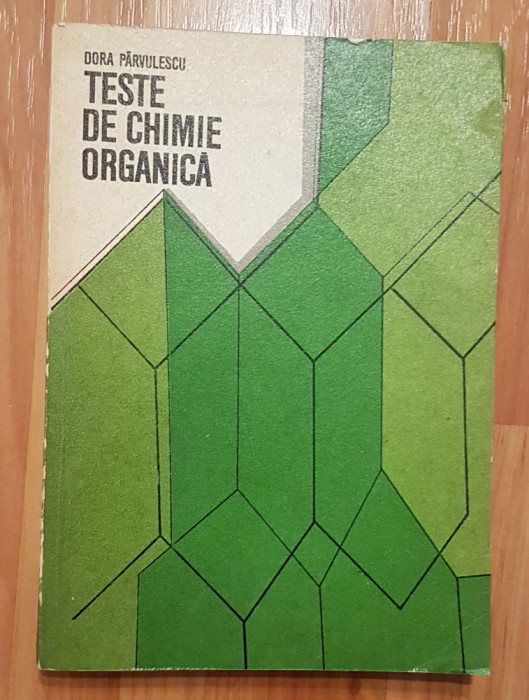 DORA PÂRVULESCU
TESTE
DE CHIMIE
ORGANICĂ